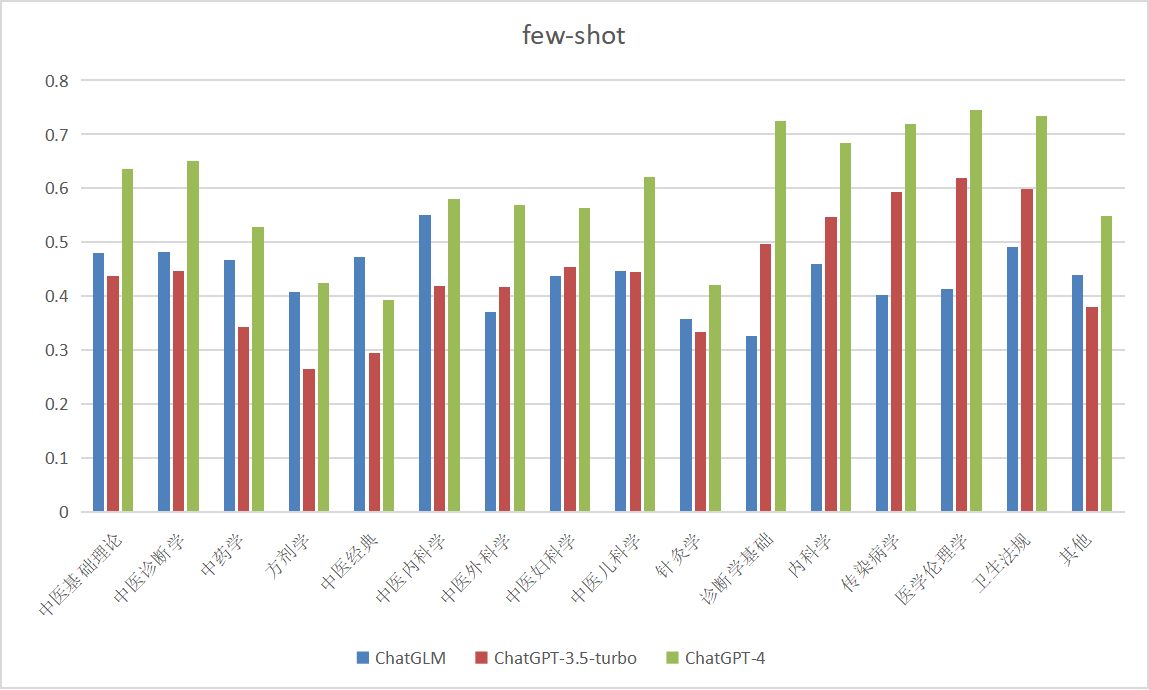 few-shot
0.8
0.7
0.6
0.5
0.4
0.3
0.2
0.1
0
中医基础理论
中医诊断学
中药学
方剂学
中医经典
中医内科学
中医外科学
中医妇科学
中医儿科学
针灸学
诊断学基础
内科学
传染病学
医学伦理学
卫生法规
其他
ChatGLM
ChatGPT-3.5-turbo
ChatGPT-4